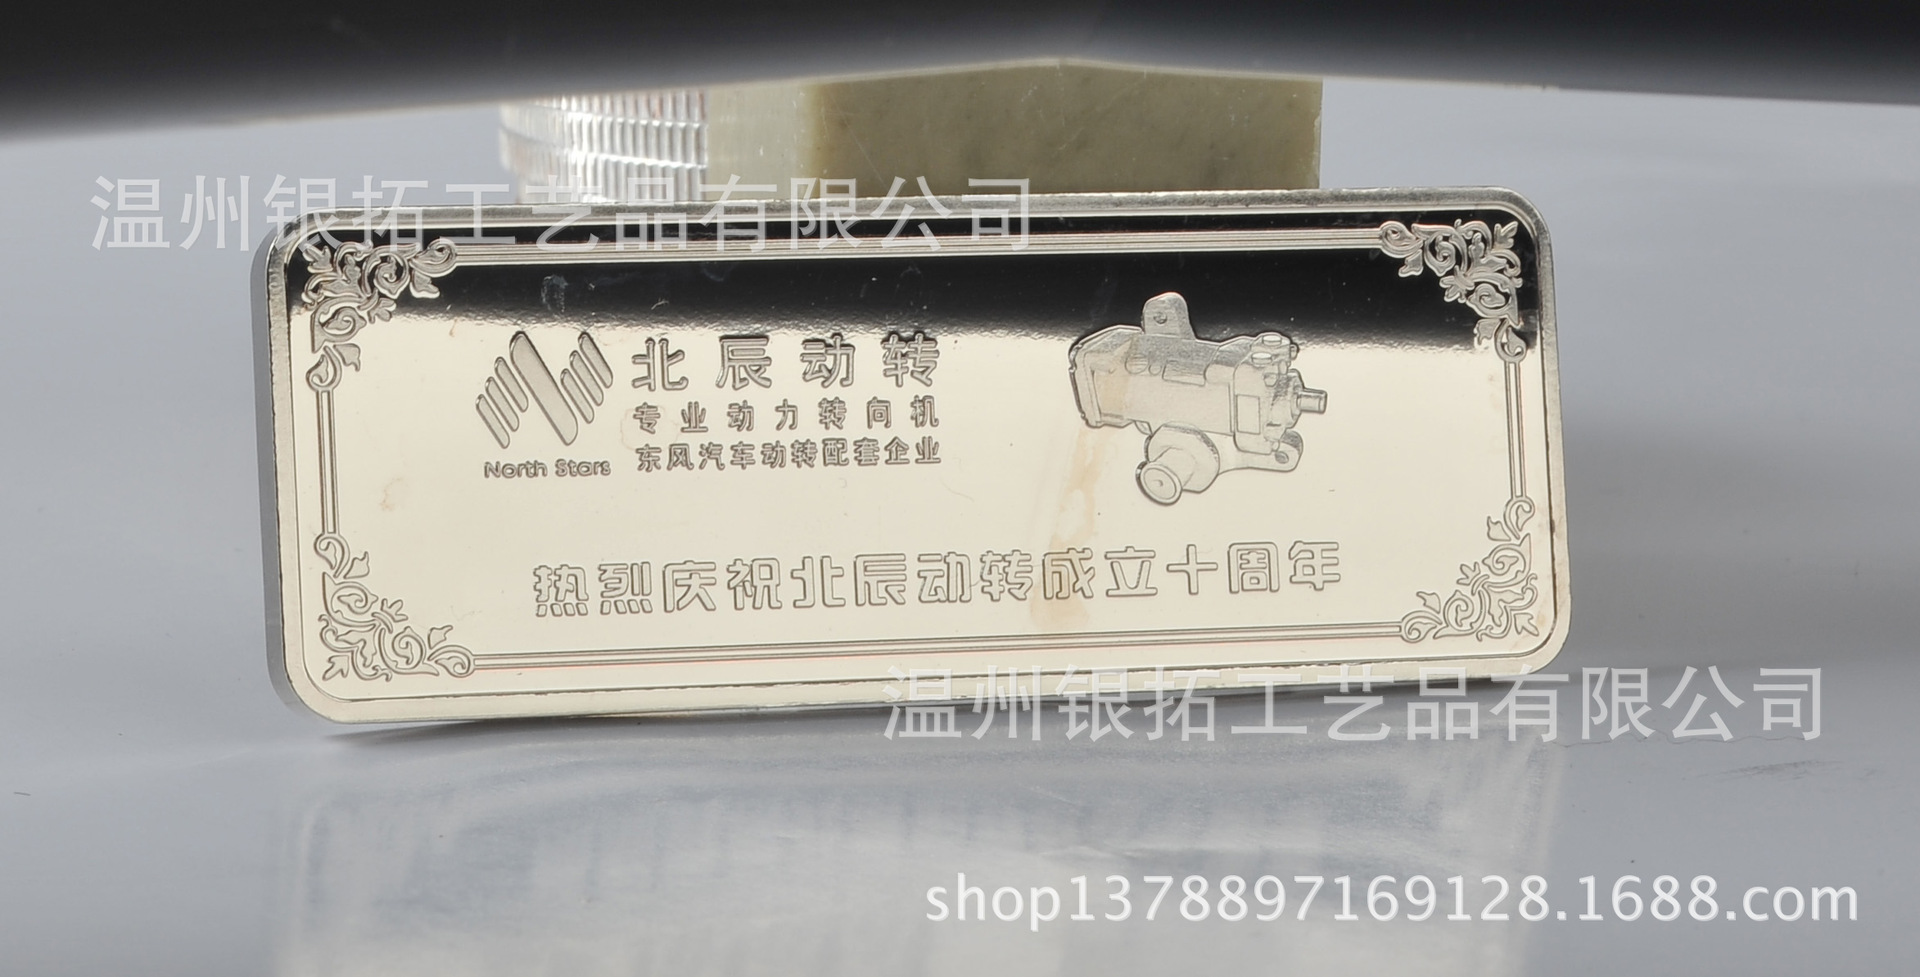 温州银拓工艺品有限公司
北辰动转
专业动力转向机
North Stars
东风汽车动转配套企业
热烈庆祝北辰动转成立十周年
温州银拓工艺品有限公司
shop1378897169128.1688.com